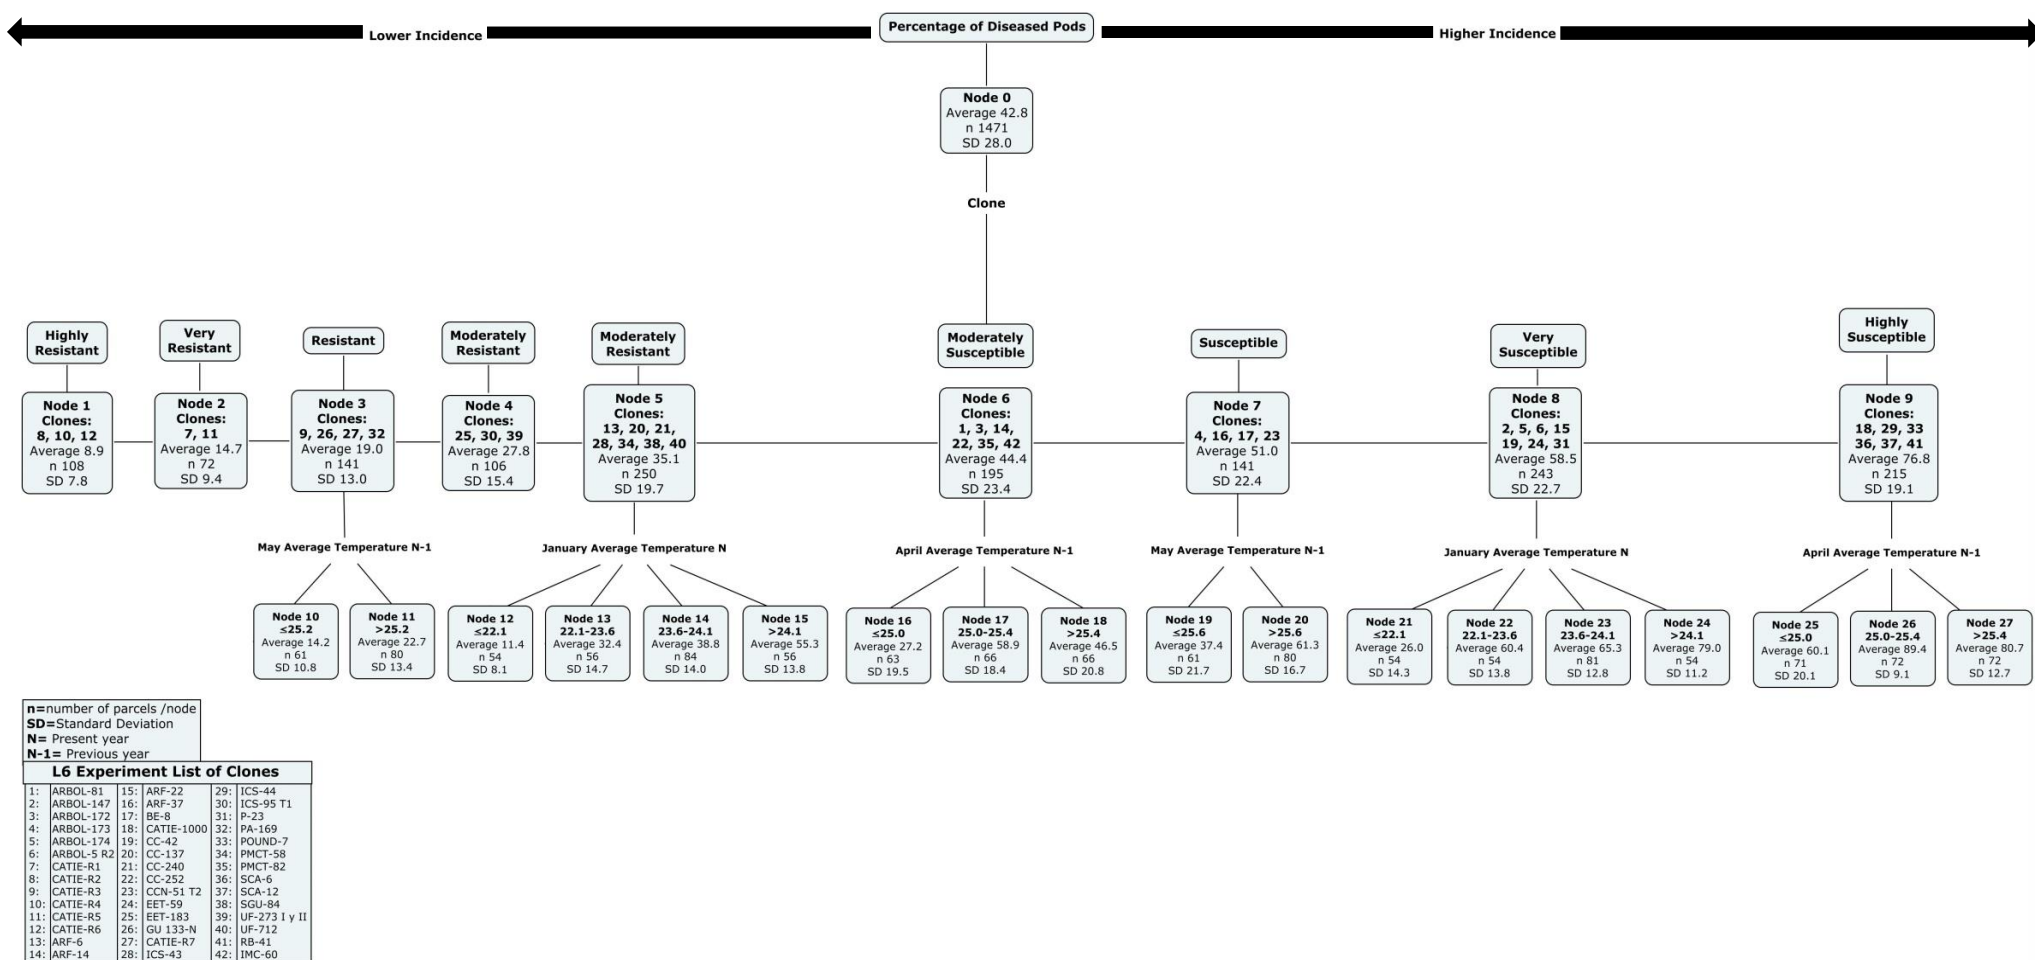 Percentage of Diseased Pods
Lower Incidence
Higher Incidence
Node 0
Average 42.8
n 1471
SD 28.0
Clone
Highly
Resistant
Very
Resistant
Resistant
Moderately
Resistant
Moderately
Resistant
Moderately
Susceptible
Susceptible
Very
Susceptible
Highly
Susceptible
Node 1
Clones:
8, 10, 12
Average 8.9
n 108
SD 7.8
Node 2
Clones:
7, 11
Average 14.7
n 72
SD 9.4
Node 3
Clones:
9, 26, 27, 32
Average 19.0
n 141
SD 13.0
Node 4
Clones:
25, 30, 39
Average 27.8
n 106
SD 15.4
Node 5
Clones:
13, 20, 21,
28, 34, 38, 40
Average 35.1
n 250
SD 19.7
Node 6
Clones:
1, 3, 14,
22, 35, 42
Average 44.4
n 195
SD 23.4
Node 7
Clones:
4, 16, 17, 23
Average 51.0
n 141
SD 22.4
Node 8
Clones:
2, 5, 6, 15
19, 24, 31
Average 58.5
n 243
SD 22.7
Node 9
Clones:
18, 29, 33
36, 37, 41
Average 76.8
n 215
SD 19.1
May Average Temperature N-1
January Average Temperature N
April Average Temperature N-1
May Average Temperature N-1
January Average Temperature N
April Average Temperature N-1
Node 10
≤25.2
Average 14.2
n 61
SD 10.8
Node 11
>25.2
Average 22.7
n 80
SD 13.4
Node 12
≤22.1
Average 11.4
n 54
SD 8.1
Node 13
22.1-23.6
Average 32.4
n 56
SD 14.7
Node 14
23.6-24.1
Average 38.8
n 84
SD 14.0
Node 15
>24.1
Average 55.3
n 56
SD 13.8
Node 16
≤25.0
Average 27.2
n 63
SD 19.5
Node 17
25.0-25.4
Average 58.9
n 66
SD 18.4
Node 18
>25.4
Average 46.5
n 66
SD 20.8
Node 19
≤25.6
Average 37.4
n 61
SD 21.7
Node 20
>25.6
Average 61.3
n 80
SD 16.7
Node 21
≤22.1
Average 26.0
n 54
SD 14.3
Node 22
22.1-23.6
Average 60.4
n 54
SD 13.8
Node 23
23.6-24.1
Average 65.3
n 81
SD 12.8
Node 24
>24.1
Average 79.0
n 54
SD 11.2
Node 25
≤25.0
Average 60.1
n 71
SD 20.1
Node 26
25.0-25.4
Average 89.4
n 72
SD 9.1
Node 27
>25.4
Average 80.7
n 72
SD 12.7
n=number of parcels /node
SD=Standard Deviation
N= Present year
N-1= Previous year
L6 Experiment List of Clones
1: ARBOL-81 15: ARF-22 29: ICS-44
2: ARBOL-147 16: ARF-37 30: ICS-95 T1
3: ARBOL-172 17: BE-8 31: P-23
4: ARBOL-173 18: CATIE-1000 32: PA-169
5: ARBOL-174 19: CC-42 33: POUND-7
6: ARBOL-5 R2 20: CC-137 34: PMCT-58
7: CATIE-R1 21: CC-240 35: PMCT-82
8: CATIE-R2 22: CC-252 36: SCA-6
9: CATIE-R3 23: CCN-51 T2 37: SCA-12
10: CATIE-R4 24: EET-59 38: SGU-84
11: CATIE-R5 25: EET-183 39: UF-273 I y II
12: CATIE-R6 26: GU 133-N 40: UF-712
13: ARF-6 27: CATIE-R7 41: RB-41
14: ARF-14 28: ICS-43 42: IMC-60